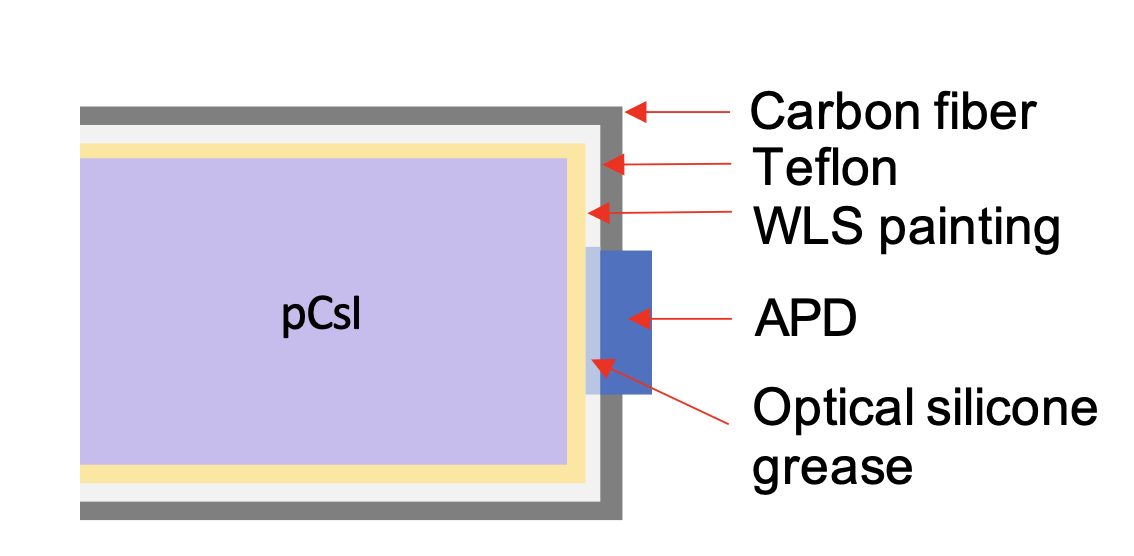 Carbon fiber
Teflon
WLS painting
pCsI
APD
Optical silicone
grease